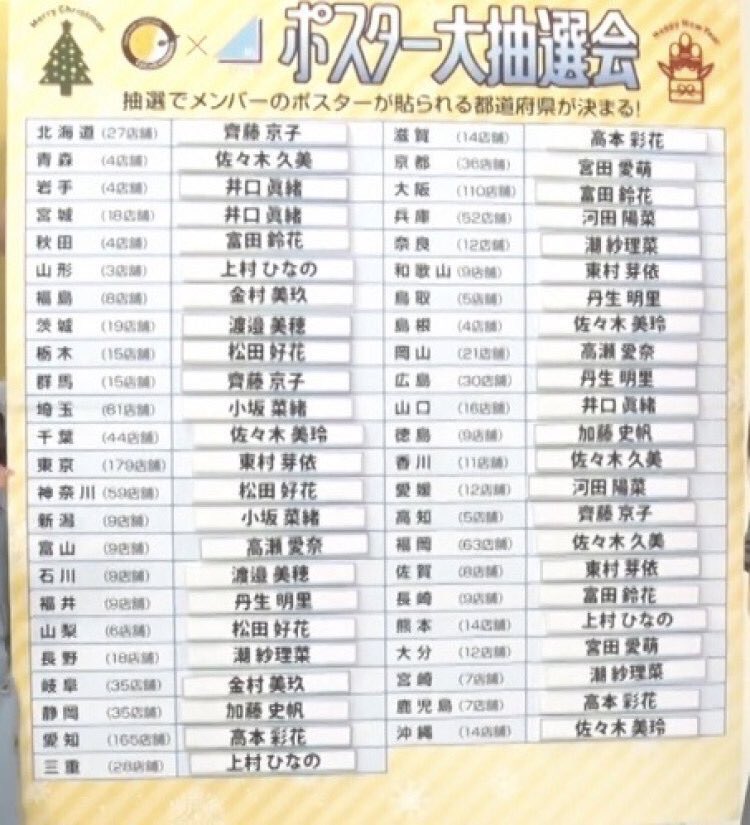 Merry Christmas
ポスター大抽選会
Happy New Year
抽選でメンバーのポスターが貼られる都道府県が決まる!
北海道 (27店舗) 齊藤 京子
青森 (4店舗) 佐々木 久美
岩手 (4店舗) 井口 眞緒
宮城 (18店舗) 井口 眞緒
秋田 (4店舗) 富田 鈴花
山形 (3店舗) 上村 ひなの
福島 (8店舗) 金村 美玖
茨城 (19店舗) 渡邉 美穂
栃木 (15店舗) 松田 好花
群馬 (15店舗) 齊藤 京子
埼玉 (61店舗) 小坂 菜緒
千葉 (44店舗) 佐々木 美玲
東京 (179店舗) 東村 芽依
神奈川 (59店舗) 松田 好花
新潟 (9店舗) 小坂 菜緒
富山 (9店舗) 高瀬 愛奈
石川 (9店舗) 渡邉 美穂
福井 (9店舗) 丹生 明里
山梨 (6店舗) 松田 好花
長野 (18店舗) 潮 紗理菜
岐阜 (35店舗) 金村 美玖
静岡 (35店舗) 加藤 史帆
愛知 (165店舗) 高本 彩花
三重 (28店舗) 上村 ひなの
滋賀 (14店舗) 高本 彩花
京都 (36店舗) 宮田 愛萌
大阪 (110店舗) 富田 鈴花
兵庫 (52店舗) 河田 陽菜
奈良 (12店舗) 潮 紗理菜
和歌山 (9店舗) 東村 芽依
鳥取 (5店舗) 丹生 明里
島根 (4店舗) 佐々木 美玲
岡山 (21店舗) 高瀬 愛奈
広島 (30店舗) 丹生 明里
山口 (16店舗) 井口 眞緒
徳島 (9店舗) 加藤 史帆
香川 (11店舗) 佐々木 久美
愛媛 (12店舗) 河田 陽菜
高知 (5店舗) 齊藤 京子
福岡 (63店舗) 佐々木 久美
佐賀 (8店舗) 東村 芽依
長崎 (9店舗) 富田 鈴花
熊本 (14店舗) 上村 ひなの
大分 (12店舗) 宮田 愛萌
宮崎 (7店舗) 潮 紗理菜
鹿児島 (7店舗) 高本 彩花
沖縄 (14店舗) 佐々木 美玲